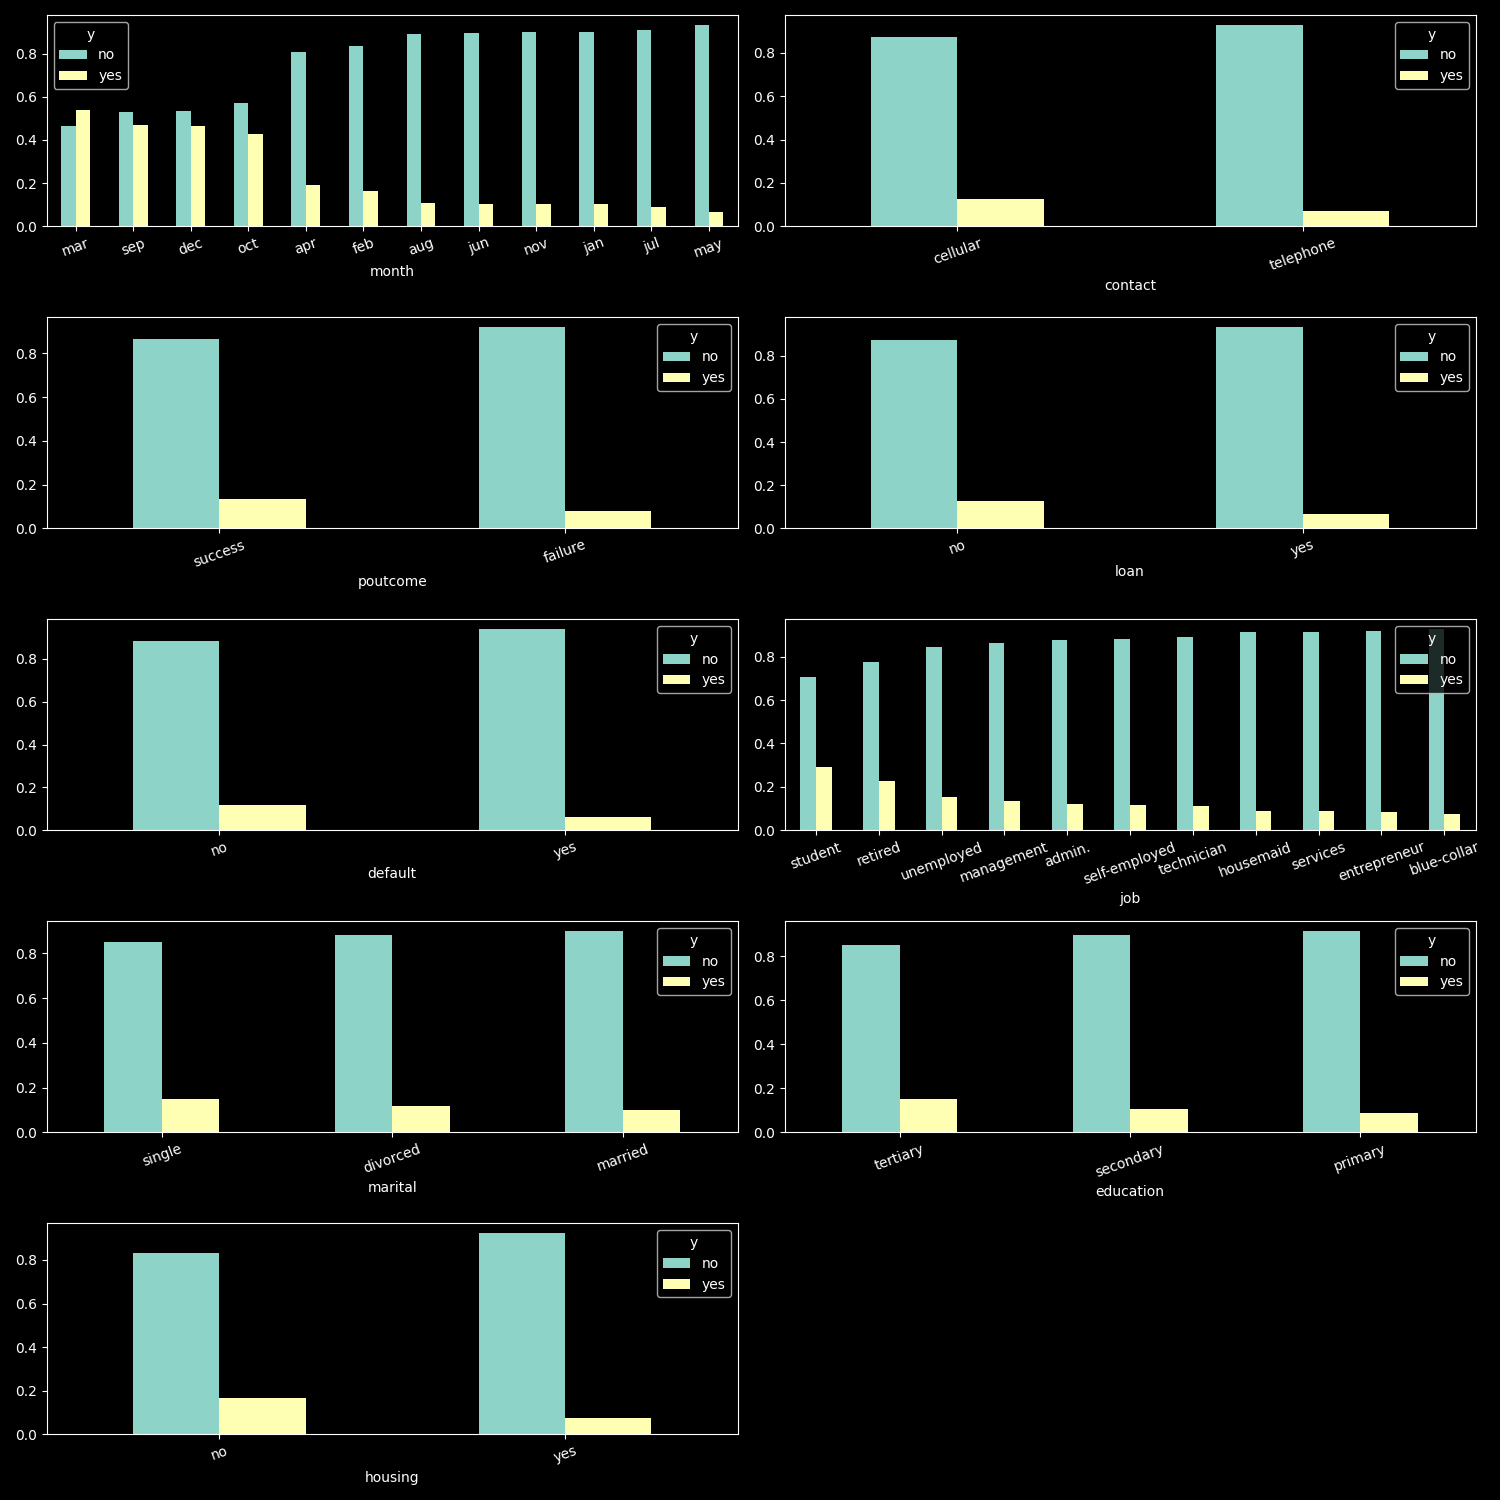 y
no
yes
0.8
0.6
0.4
0.2
0.0
mar sep dec oct apr feb aug jun nov jan jul may
month
y
no
yes
0.8
0.6
0.4
0.2
0.0
cellular telephone
contact
y
no
yes
0.8
0.6
0.4
0.2
0.0
success failure
poutcome
y
no
yes
0.8
0.6
0.4
0.2
0.0
no yes
loan
y
no
yes
0.8
0.6
0.4
0.2
0.0
no yes
default
y
no
yes
0.8
0.6
0.4
0.2
0.0
student retired unemployed management admin. self-employed technician housemaid services entrepreneur blue-collar
job
y
no
yes
0.8
0.6
0.4
0.2
0.0
single divorced married
marital
y
no
yes
0.8
0.6
0.4
0.2
0.0
tertiary secondary primary
education
y
no
yes
0.8
0.6
0.4
0.2
0.0
no yes
housing